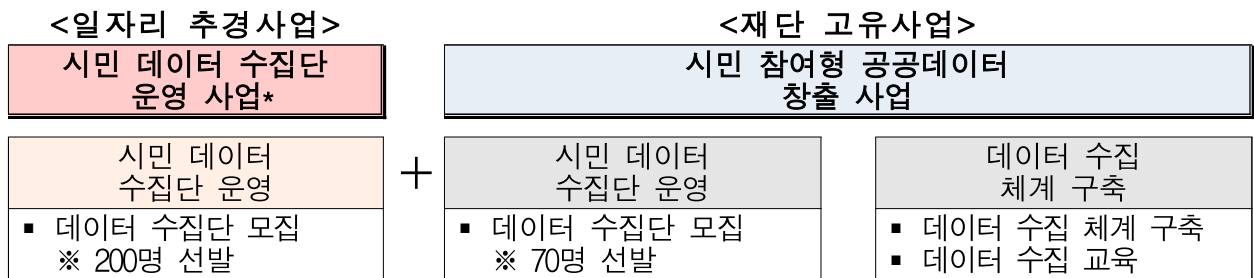 <일자리 추경사업>
<재단 고유사업>
시민 데이터 수집단
운영 사업*
시민 참여형 공공데이터
창출 사업
시민 데이터
수집단 운영
▪ 데이터 수집단 모집
※ 200명 선발
+
시민 데이터
수집단 운영
▪ 데이터 수집단 모집
※ 70명 선발
데이터 수집
체계 구축
▪ 데이터 수집 체계 구축
▪ 데이터 수집 교육